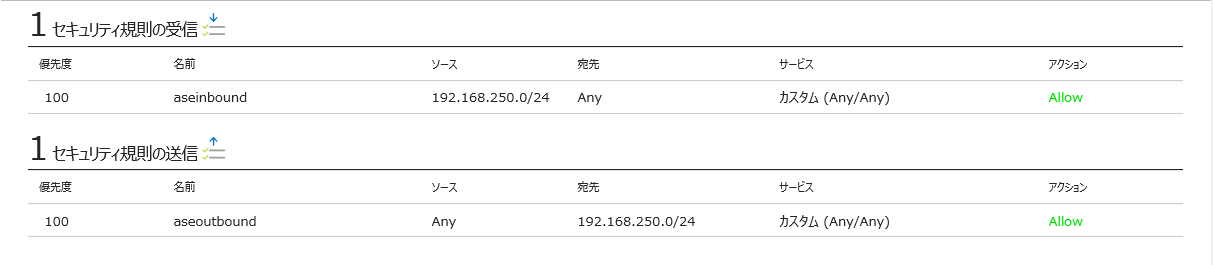 1 セキュリティ規則の受信
優先度 名前 ソース 宛先 サービス アクション
100 aseinbound 192.168.250.0/24 Any カスタム (Any/Any) Allow
1 セキュリティ規則の送信
優先度 名前 ソース 宛先 サービス アクション
100 aseoutbound Any 192.168.250.0/24 カスタム (Any/Any) Allow